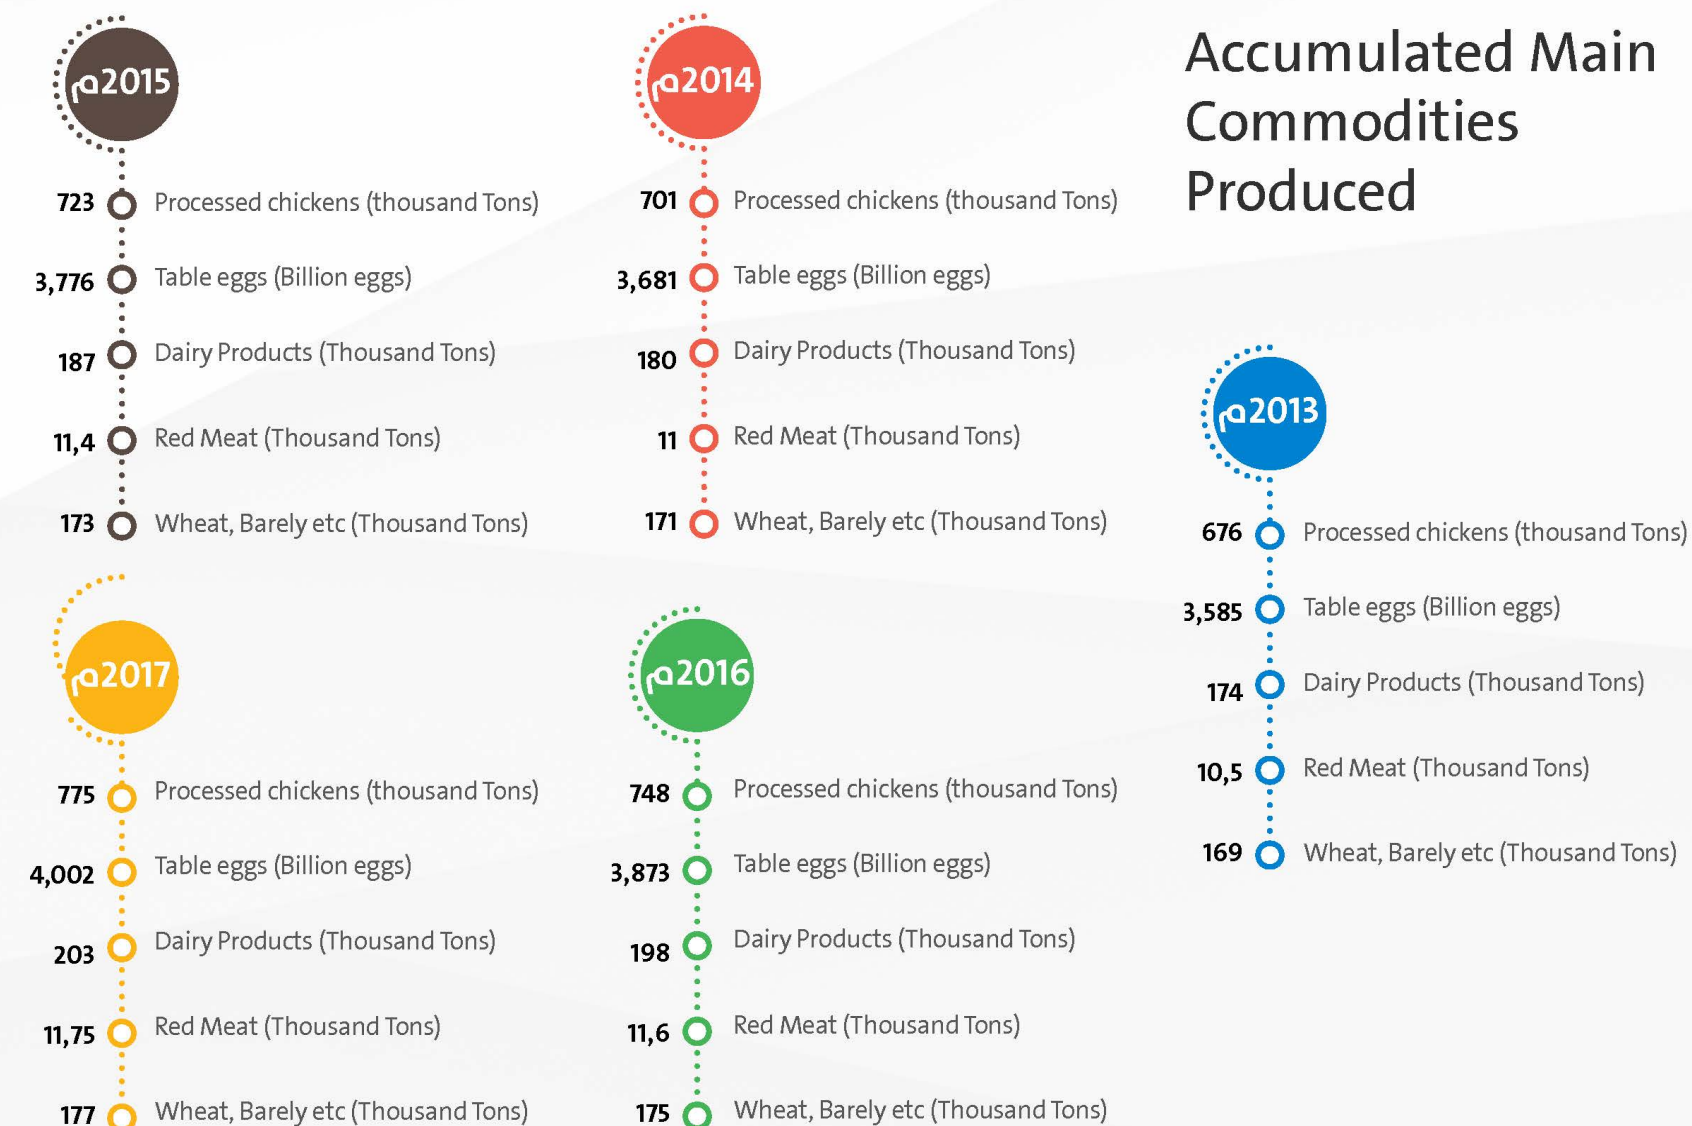 Accumulated Main
Commodities
Produced
2015م
723 Processed chickens (thousand Tons)
3,776 Table eggs (Billion eggs)
187 Dairy Products (Thousand Tons)
11,4 Red Meat (Thousand Tons)
173 Wheat, Barely etc (Thousand Tons)
2014م
701 Processed chickens (thousand Tons)
3,681 Table eggs (Billion eggs)
180 Dairy Products (Thousand Tons)
11 Red Meat (Thousand Tons)
171 Wheat, Barely etc (Thousand Tons)
2013م
676 Processed chickens (thousand Tons)
3,585 Table eggs (Billion eggs)
174 Dairy Products (Thousand Tons)
10,5 Red Meat (Thousand Tons)
169 Wheat, Barely etc (Thousand Tons)
2017م
775 Processed chickens (thousand Tons)
4,002 Table eggs (Billion eggs)
203 Dairy Products (Thousand Tons)
11,75 Red Meat (Thousand Tons)
177 Wheat, Barely etc (Thousand Tons)
2016م
748 Processed chickens (thousand Tons)
3,873 Table eggs (Billion eggs)
198 Dairy Products (Thousand Tons)
11,6 Red Meat (Thousand Tons)
175 Wheat, Barely etc (Thousand Tons)